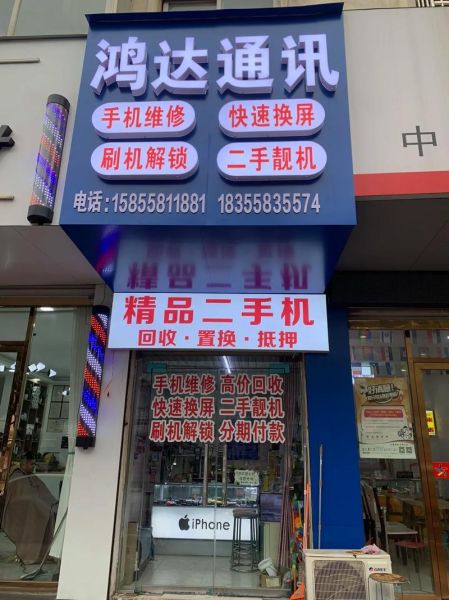 鸿达通讯
手机维修 快速换屏
刷机解锁 二手靓机
电话:15855811881 18355835574
精品二手机
回收·置换·抵押
手机维修 高价回收
快速换屏 二手靓机
刷机解锁 分期付款
iPhone
中
GREE